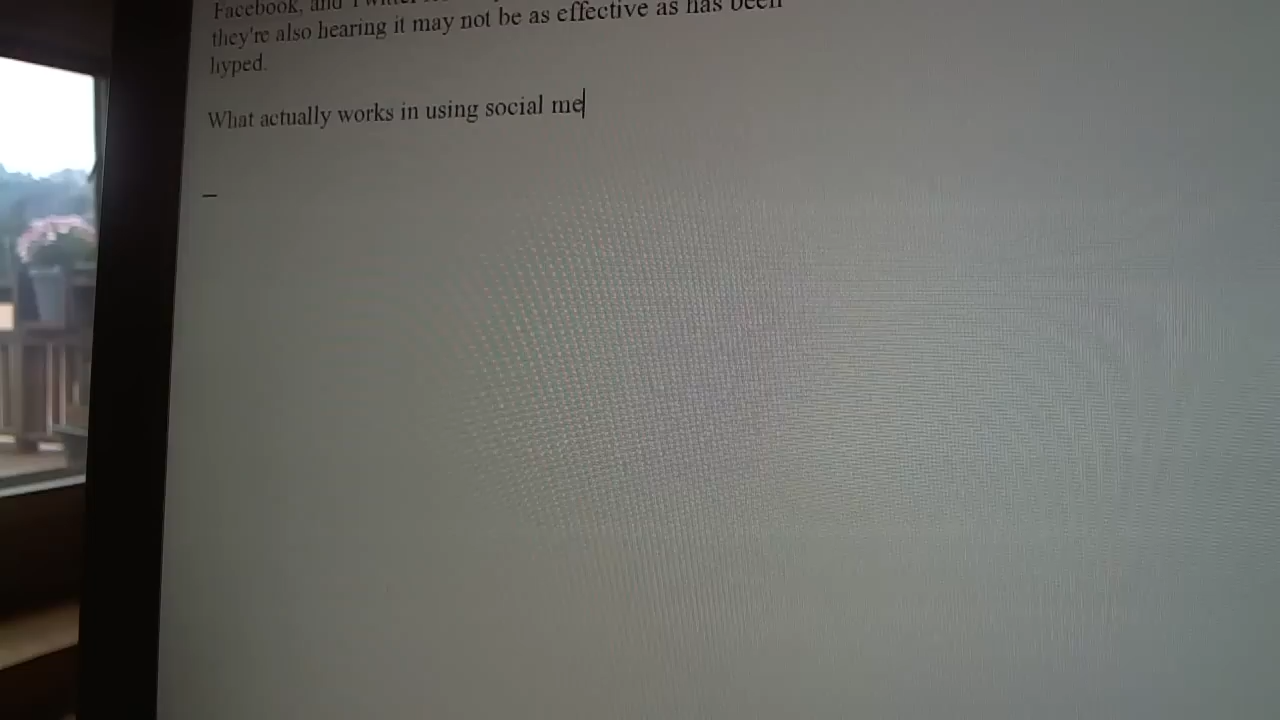 Facebook, and Twitter
they're also hearing it may not be as effective as has been
hyped.
What actually works in using social me